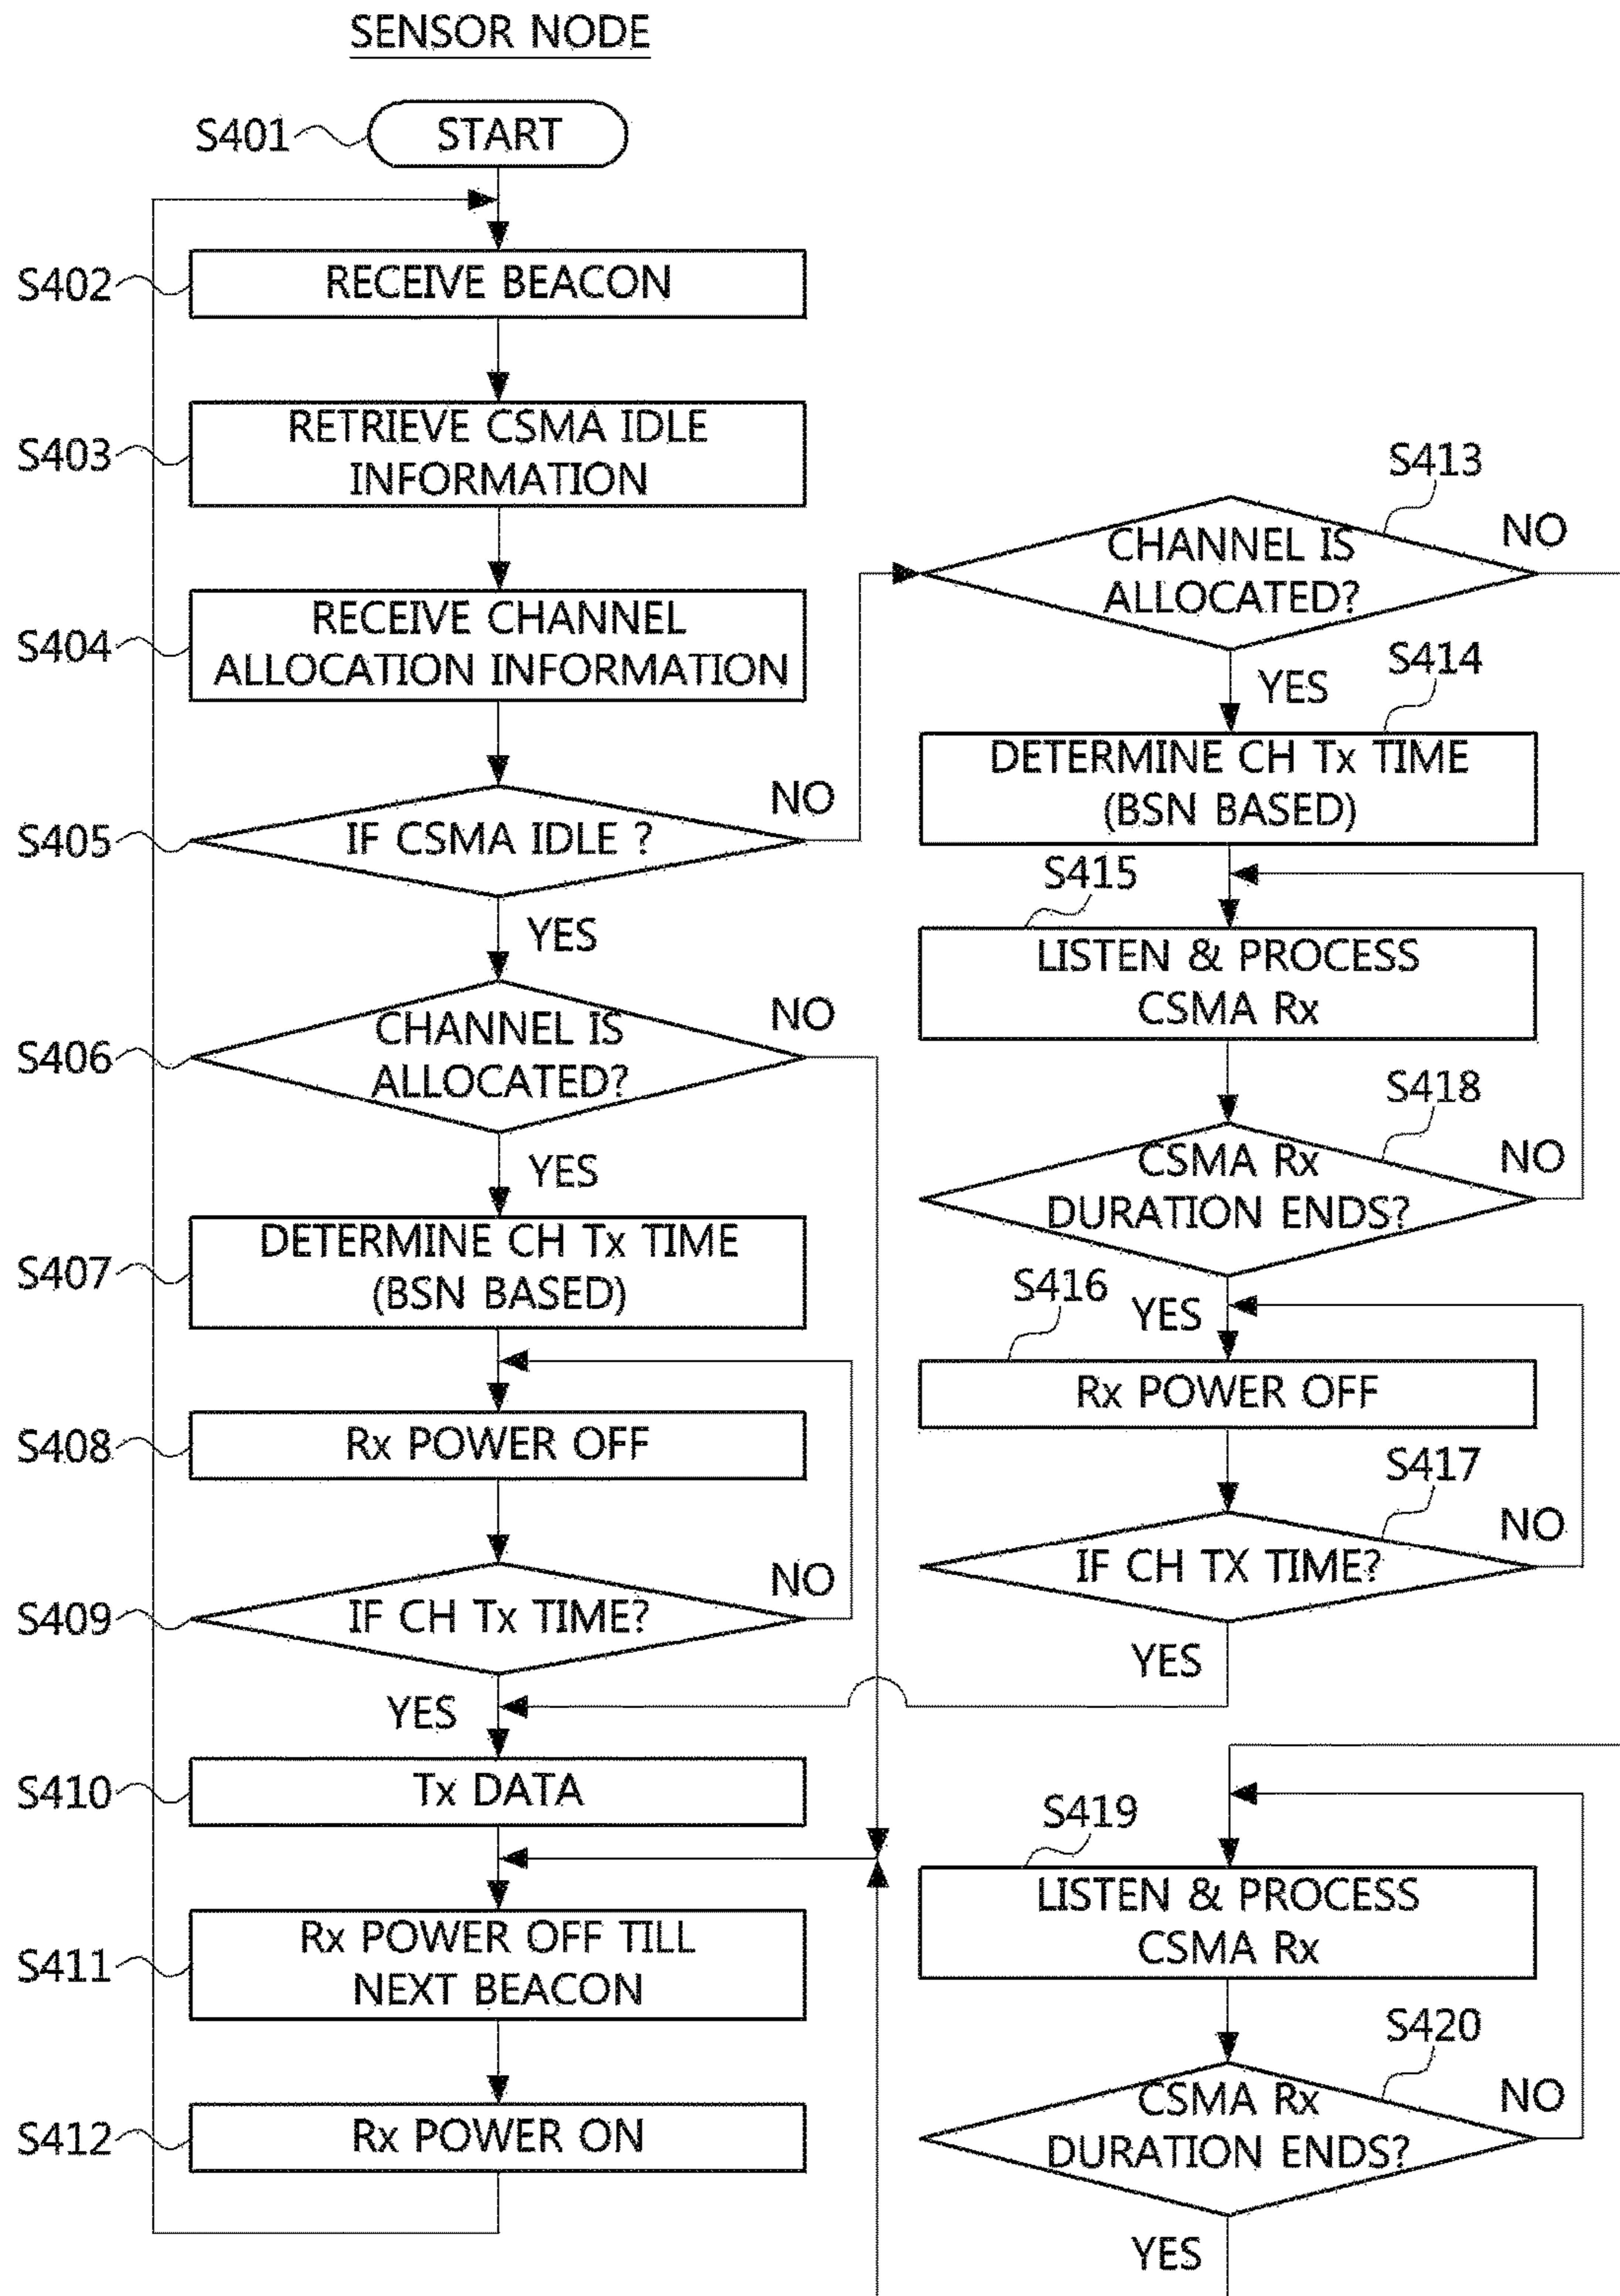 SENSOR NODE
S401
START
S402
RECEIVE BEACON
S403
RETRIEVE CSMA IDLE
INFORMATION
S404
RECEIVE CHANNEL
ALLOCATION INFORMATION
S405
IF CSMA IDLE ?
NO
YES
S406
CHANNEL IS
ALLOCATED?
NO
YES
S407
DETERMINE CH Tx TIME
(BSN BASED)
S408
Rx POWER OFF
S409
IF CH Tx TIME?
NO
YES
S410
Tx DATA
S411
Rx POWER OFF TILL
NEXT BEACON
S412
Rx POWER ON
S413
CHANNEL IS
ALLOCATED?
NO
YES
S414
DETERMINE CH Tx TIME
(BSN BASED)
S415
LISTEN & PROCESS
CSMA Rx
S418
CSMA Rx
DURATION ENDS?
NO
YES
S416
Rx POWER OFF
S417
IF CH TX TIME?
NO
YES
S419
LISTEN & PROCESS
CSMA Rx
S420
CSMA Rx
DURATION ENDS?
NO
YES